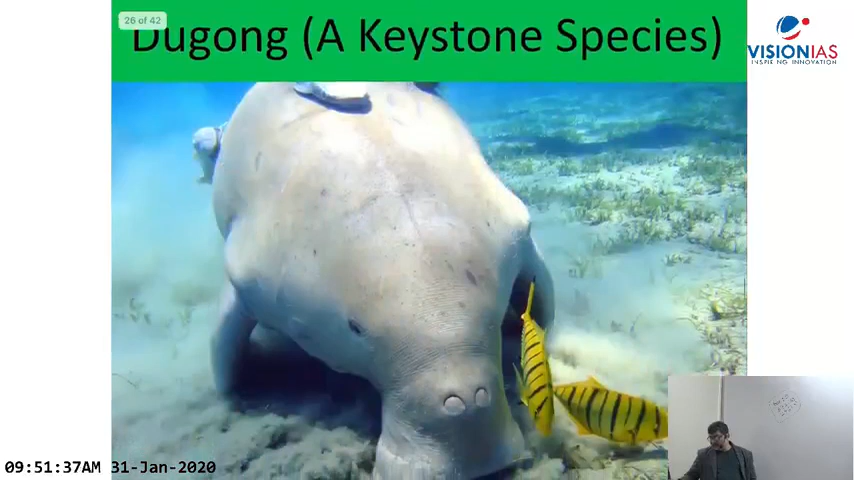 26 of 42
Dugong (A Keystone Species)
VISIONIAS
INSPIRING INNOVATION
09:51:37AM 31-Jan-2020